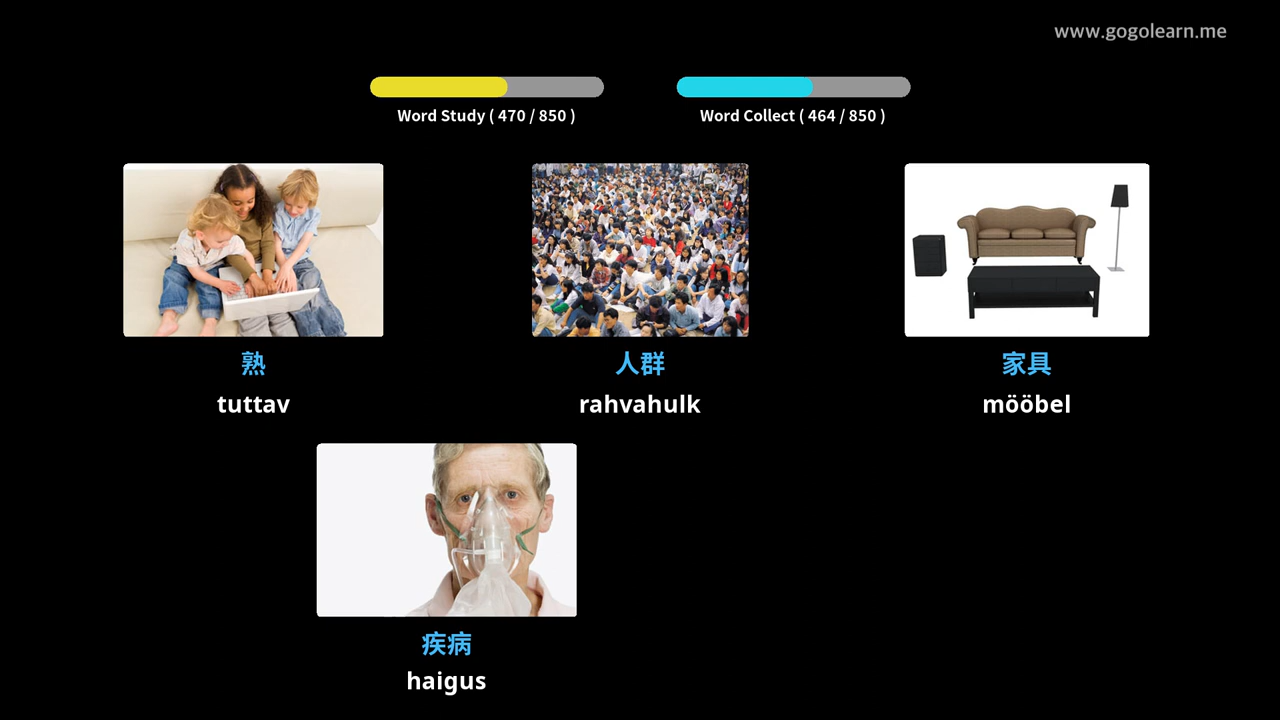 www.gogolearn.me
Word Study ( 470 / 850 )
Word Collect ( 464 / 850 )
熟
tuttav
人群
rahvahulk
家具
mööbel
疾病
haigus